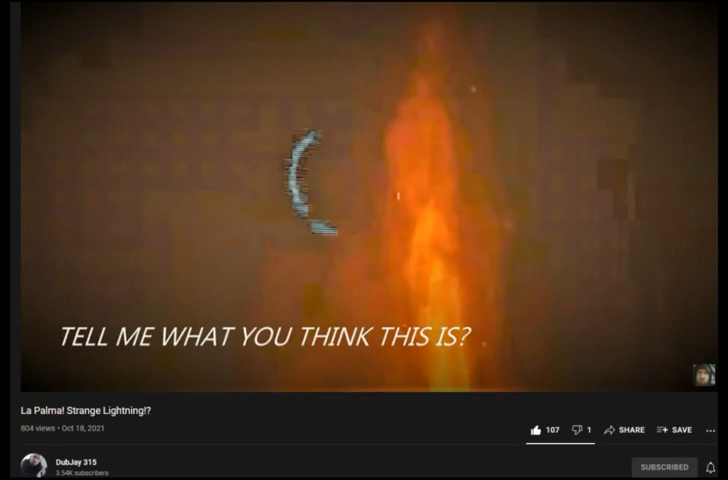 TELL ME WHAT YOU THINK THIS IS?
La Palma! Strange Lightning!?
804 views • Oct 18, 2021
107
1
SHARE
SAVE
DubJay 315
3.54K subscribers
SUBSCRIBED